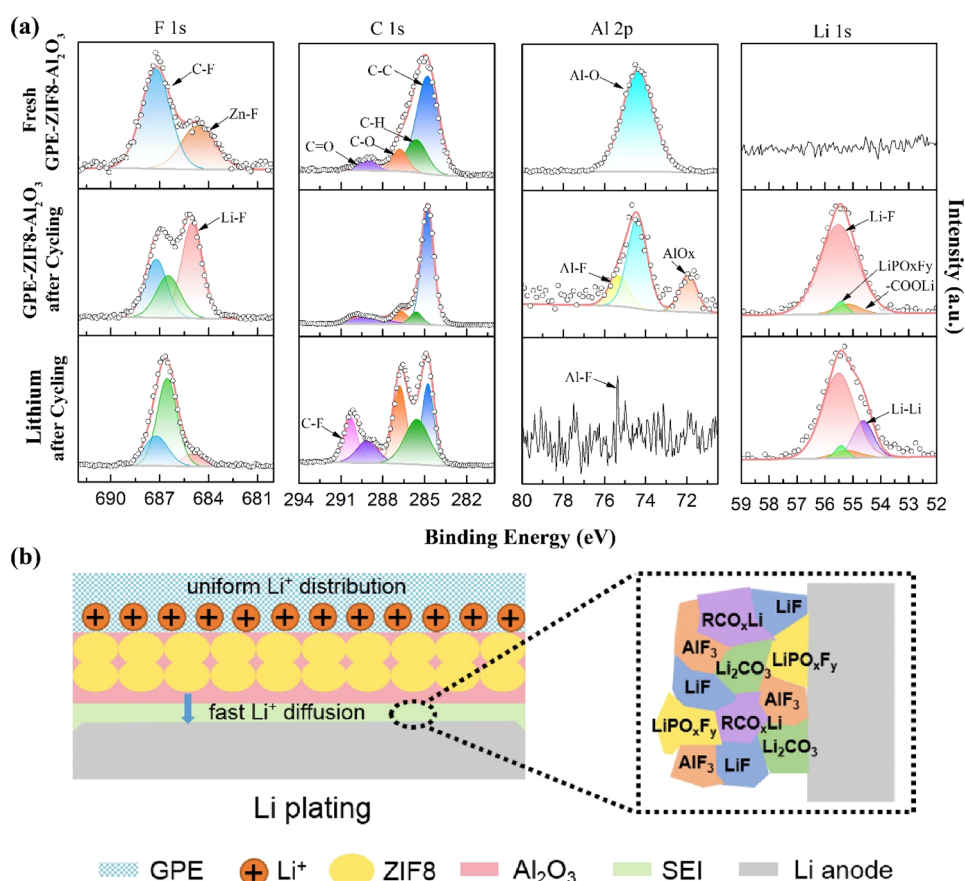 (a)
F 1s
C 1s
Al 2p
Li 1s
Fresh
GPE-ZIF8-Al₂O₃
C-F
Zn-F
C=O
C-O
C-H
C-C
Al-O
GPE-ZIF8-Al₂O₃
after Cycling
Li-F
Al-F
AlOx
Li-F
LiPOxFy
-COOLi
Lithium
after Cycling
C-F
Al-F
Li-Li
Intensity (a.u.)
690 687 684 681
294 291 288 285 282
80 78 76 74 72
59 58 57 56 55 54 53 52
Binding Energy (eV)
(b)
uniform Li⁺ distribution
+ + + + + + + + + + + +
fast Li⁺ diffusion
Li plating
RCOₓLi
LiF
AlF₃
Li₂CO₃
LiPOₓFᵧ
LiF
AlF₃
LiPOₓFᵧ
RCOₓLi
Li₂CO₃
AlF₃
LiF
GPE
+
Li⁺
ZIF8
Al₂O₃
SEI
Li anode